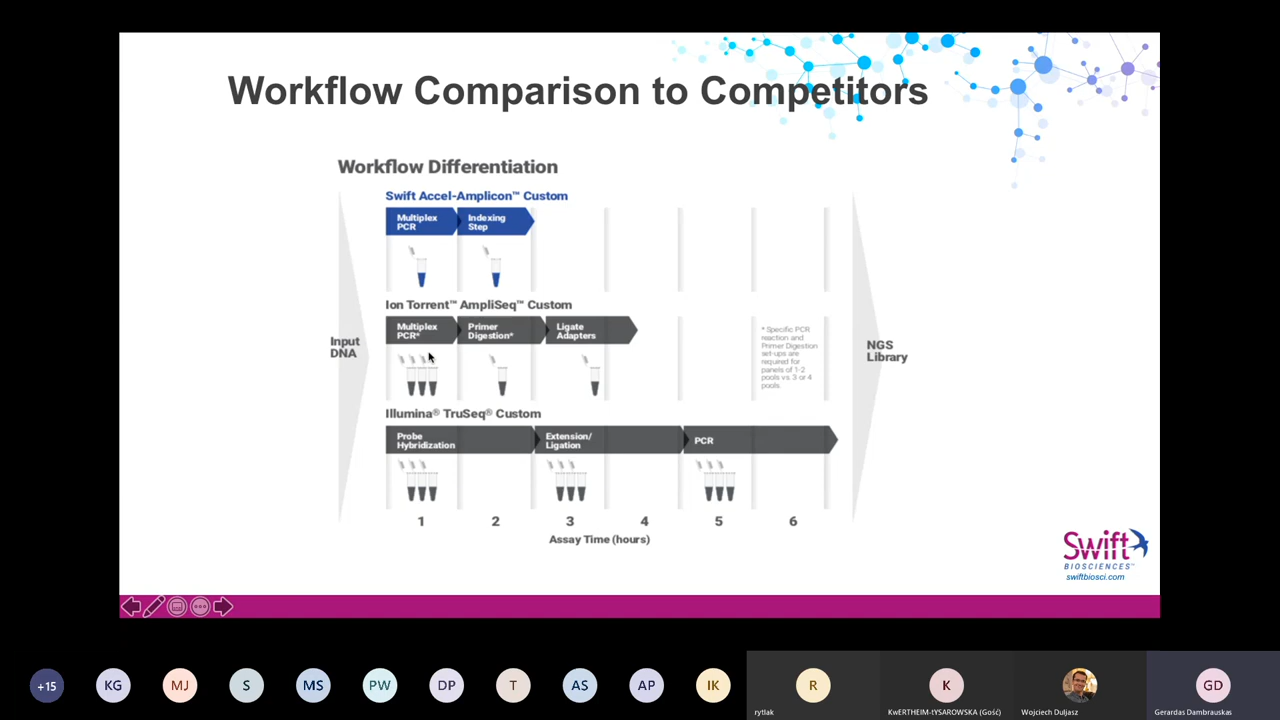 Workflow Comparison to Competitors
Workflow Differentiation
Swift Accel-Amplicon™ Custom
Multiplex
PCR
Indexing
Step
Ion Torrent™ AmpliSeq™ Custom
Multiplex
PCR*
Primer
Digestion*
Ligate
Adapters
* Specific PCR
reaction and
Primer Digestion
set-ups are
required for
panels of 1-2
pools vs. 3 or 4
pools
Input
DNA
NGS
Library
Illumina® TruSeq® Custom
Probe
Hybridization
Extension/
Ligation
PCR
1 2 3 4 5 6
Assay Time (hours)
Swift
BIOSCIENCES™
swiftbiosci.com
+15 KG MJ S MS PW DP T AS AP IK R K GD
rytlak KwERTHEIM-tYSAROWSKA (Gość) Wojciech Duljasz Gerardas Dambrauskas